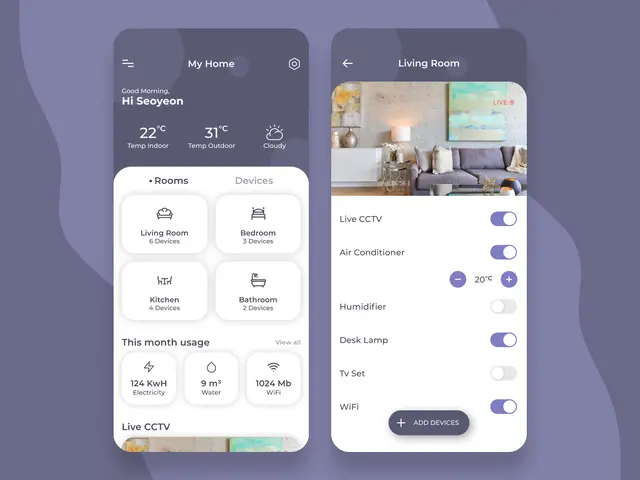 My Home
Good Morning,
Hi Seoyeon
22°C
Temp Indoor
31°C
Temp Outdoor
Cloudy
•Rooms
Devices
Living Room
6 Devices
Bedroom
3 Devices
Kitchen
4 Devices
Bathroom
2 Devices
This month usage
View all
124 KwH
Electricity
9 m³
Water
1024 Mb
WiFi
Live CCTV
Living Room
LIVE
Live CCTV
Air Conditioner
− 20°C +
Humidifier
Desk Lamp
Tv Set
WiFi
+ ADD DEVICES